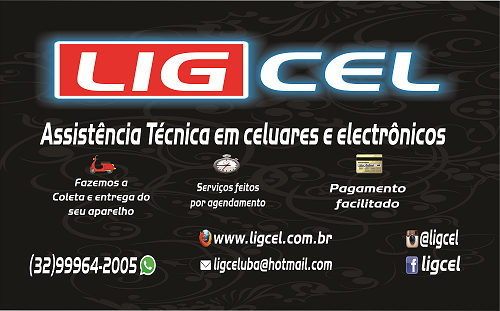 LIG CEL
Assistência Técnica em celuares e electrônicos
Fazemos a
Coleta e entrega do
seu aparelho
Serviços feitos
por agendamento
Pagamento
facilitado
www.ligcel.com.br
@ligcel
(32)99964-2005
ligceluba@hotmail.com
ligcel